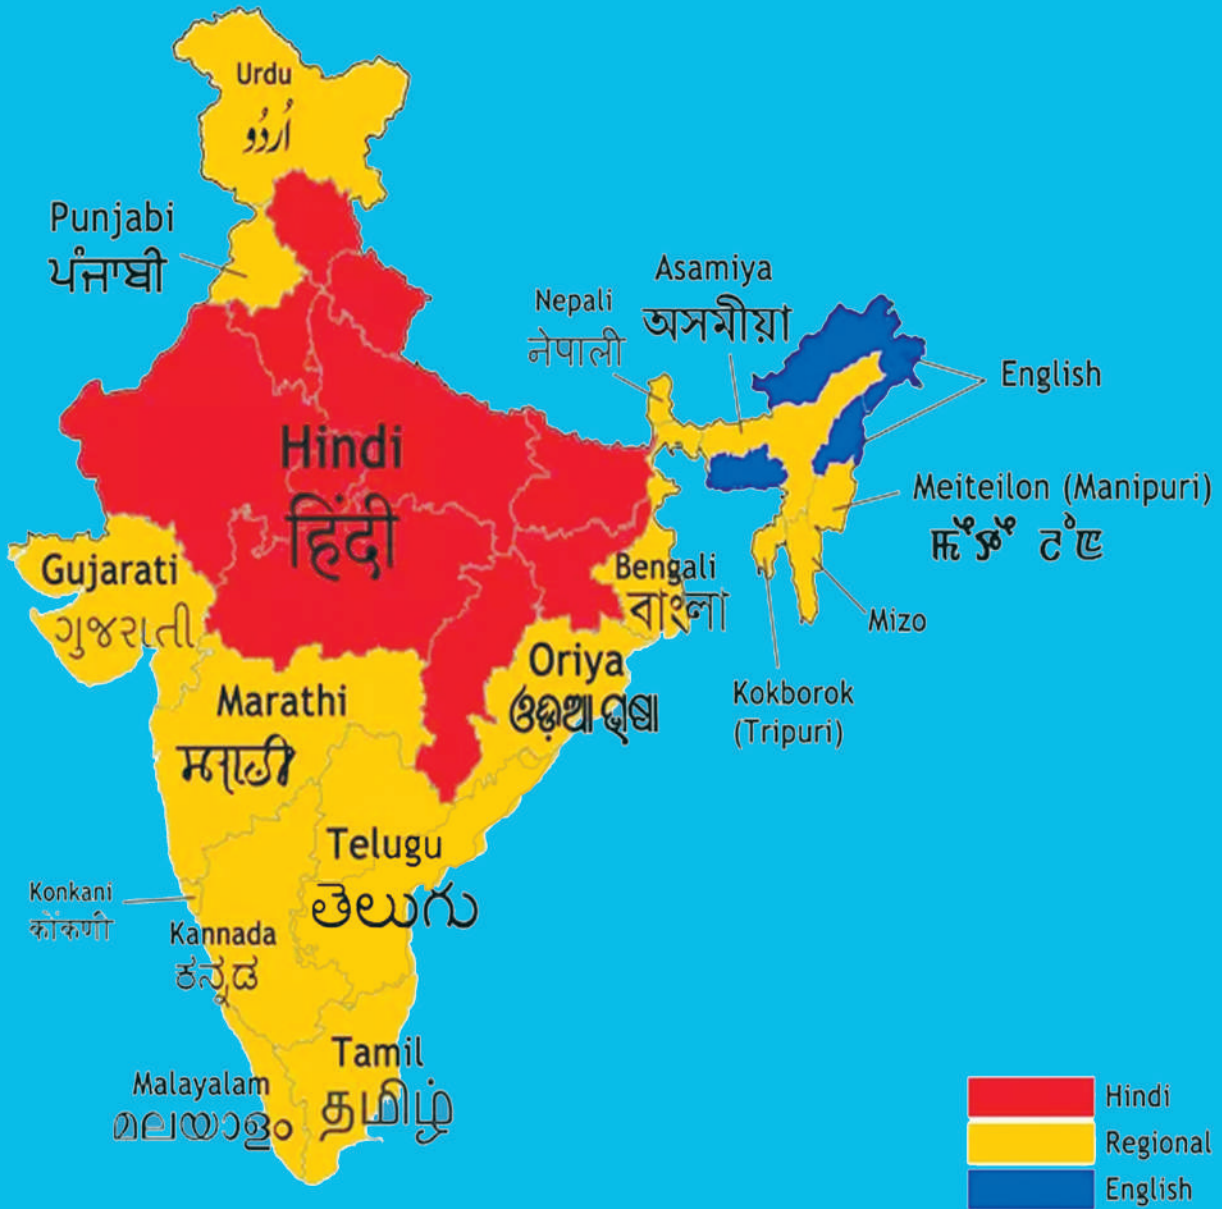 Urdu
اُردُو
Punjabi
ਪੰਜਾਬੀ
Nepali
नेपाली
Asamiya
অসমীয়া
English
Hindi
हिंदी
Meiteilon (Manipuri)
Gujarati
ગુજરાતી
Bengali
বাংলা
Mizo
Oriya
ଓଡ଼ିଆ ଭାଷା
Kokborok
(Tripuri)
Marathi
मराठी
Telugu
తెలుగు
Konkani
कोंकणी
Kannada
ಕನ್ನಡ
Tamil
தமிழ்
Malayalam
മലയാളം
Hindi
Regional
English